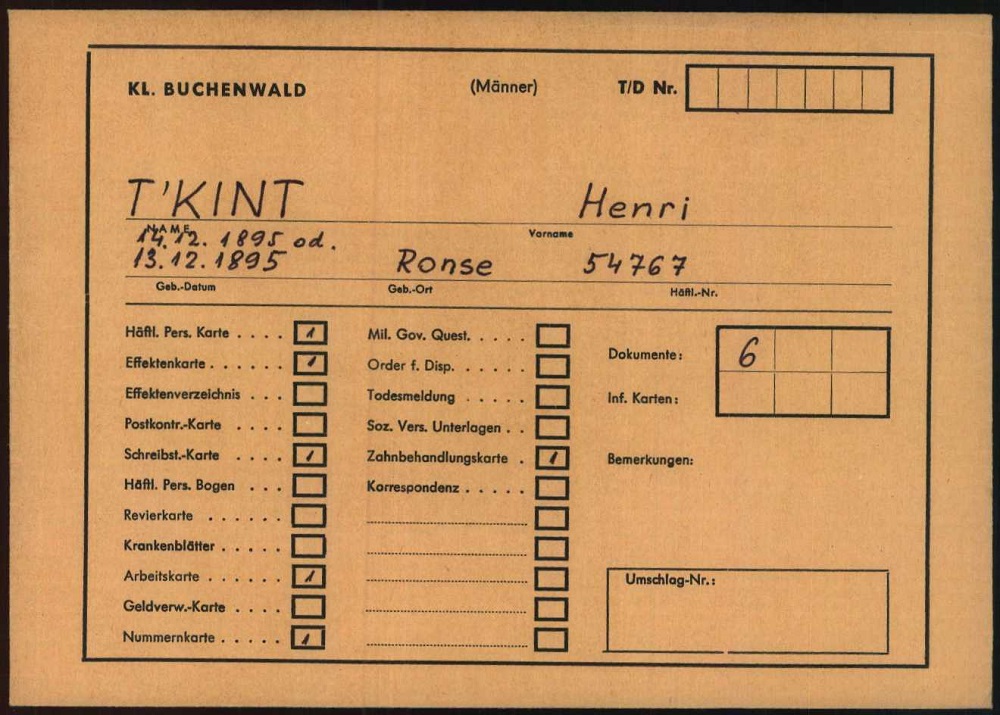 KL. BUCHENWALD (Männer) T/D Nr.
T'KINT Henri
NAME Vorname
14.12. 1895 od.
13.12.1895 Ronse 54767
Geb.-Datum Geb.-Ort Häftl.-Nr.
Häftl. Pers. Karte . . . . 1 Mil. Gov. Quest. . . . . .
Effektenkarte . . . . . . 1 Order f. Disp. . . . . . .
Dokumente: 6
Effektenverzeichnis . . . Todesmeldung . . . . .
Inf. Karten:
Postkontr.-Karte . . . . Soz. Vers. Unterlagen . .
Schreibst.-Karte . . . . 1 Zahnbehandlungskarte . 1 Bemerkungen:
Häftl. Pers. Bogen . . . Korrespondenz . . . . .
Revierkarte . . . . . .
Krankenblätter . . . . .
Arbeitskarte . . . . . . 1 Umschlag-Nr.:
Geldverw.-Karte . . . .
Nummernkarte . . . . . 1